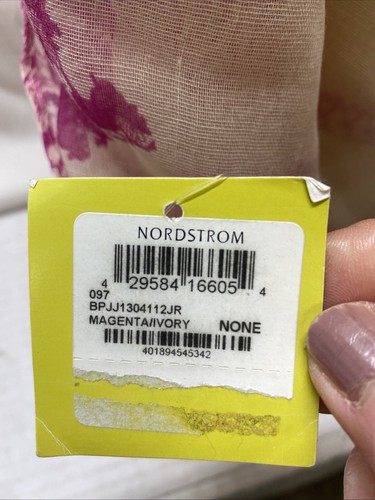 NORDSTROM
4 29584 16605 4
097
BPJJ1304112JR
MAGENTA/IVORY NONE
401894545342